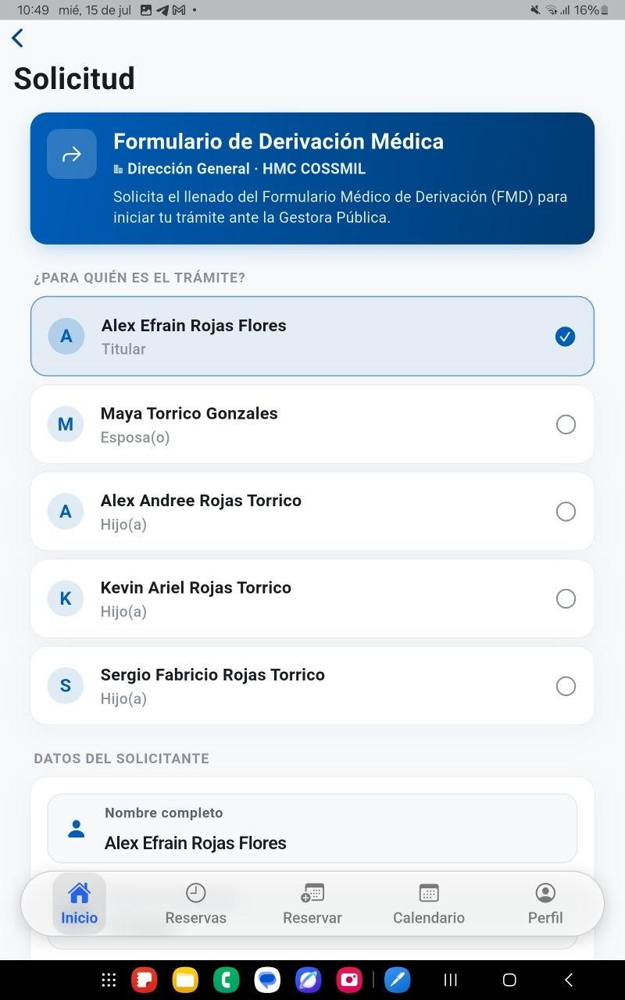 10:49 mié, 15 de jul
16%
Solicitud
Formulario de Derivación Médica
Dirección General · HMC COSSMIL
Solicita el llenado del Formulario Médico de Derivación (FMD) para
iniciar tu trámite ante la Gestora Pública.
¿PARA QUIÉN ES EL TRÁMITE?
A
Alex Efrain Rojas Flores
Titular
M
Maya Torrico Gonzales
Esposa(o)
A
Alex Andree Rojas Torrico
Hijo(a)
K
Kevin Ariel Rojas Torrico
Hijo(a)
S
Sergio Fabricio Rojas Torrico
Hijo(a)
DATOS DEL SOLICITANTE
Nombre completo
Alex Efrain Rojas Flores
Inicio
Reservas
Reservar
Calendario
Perfil